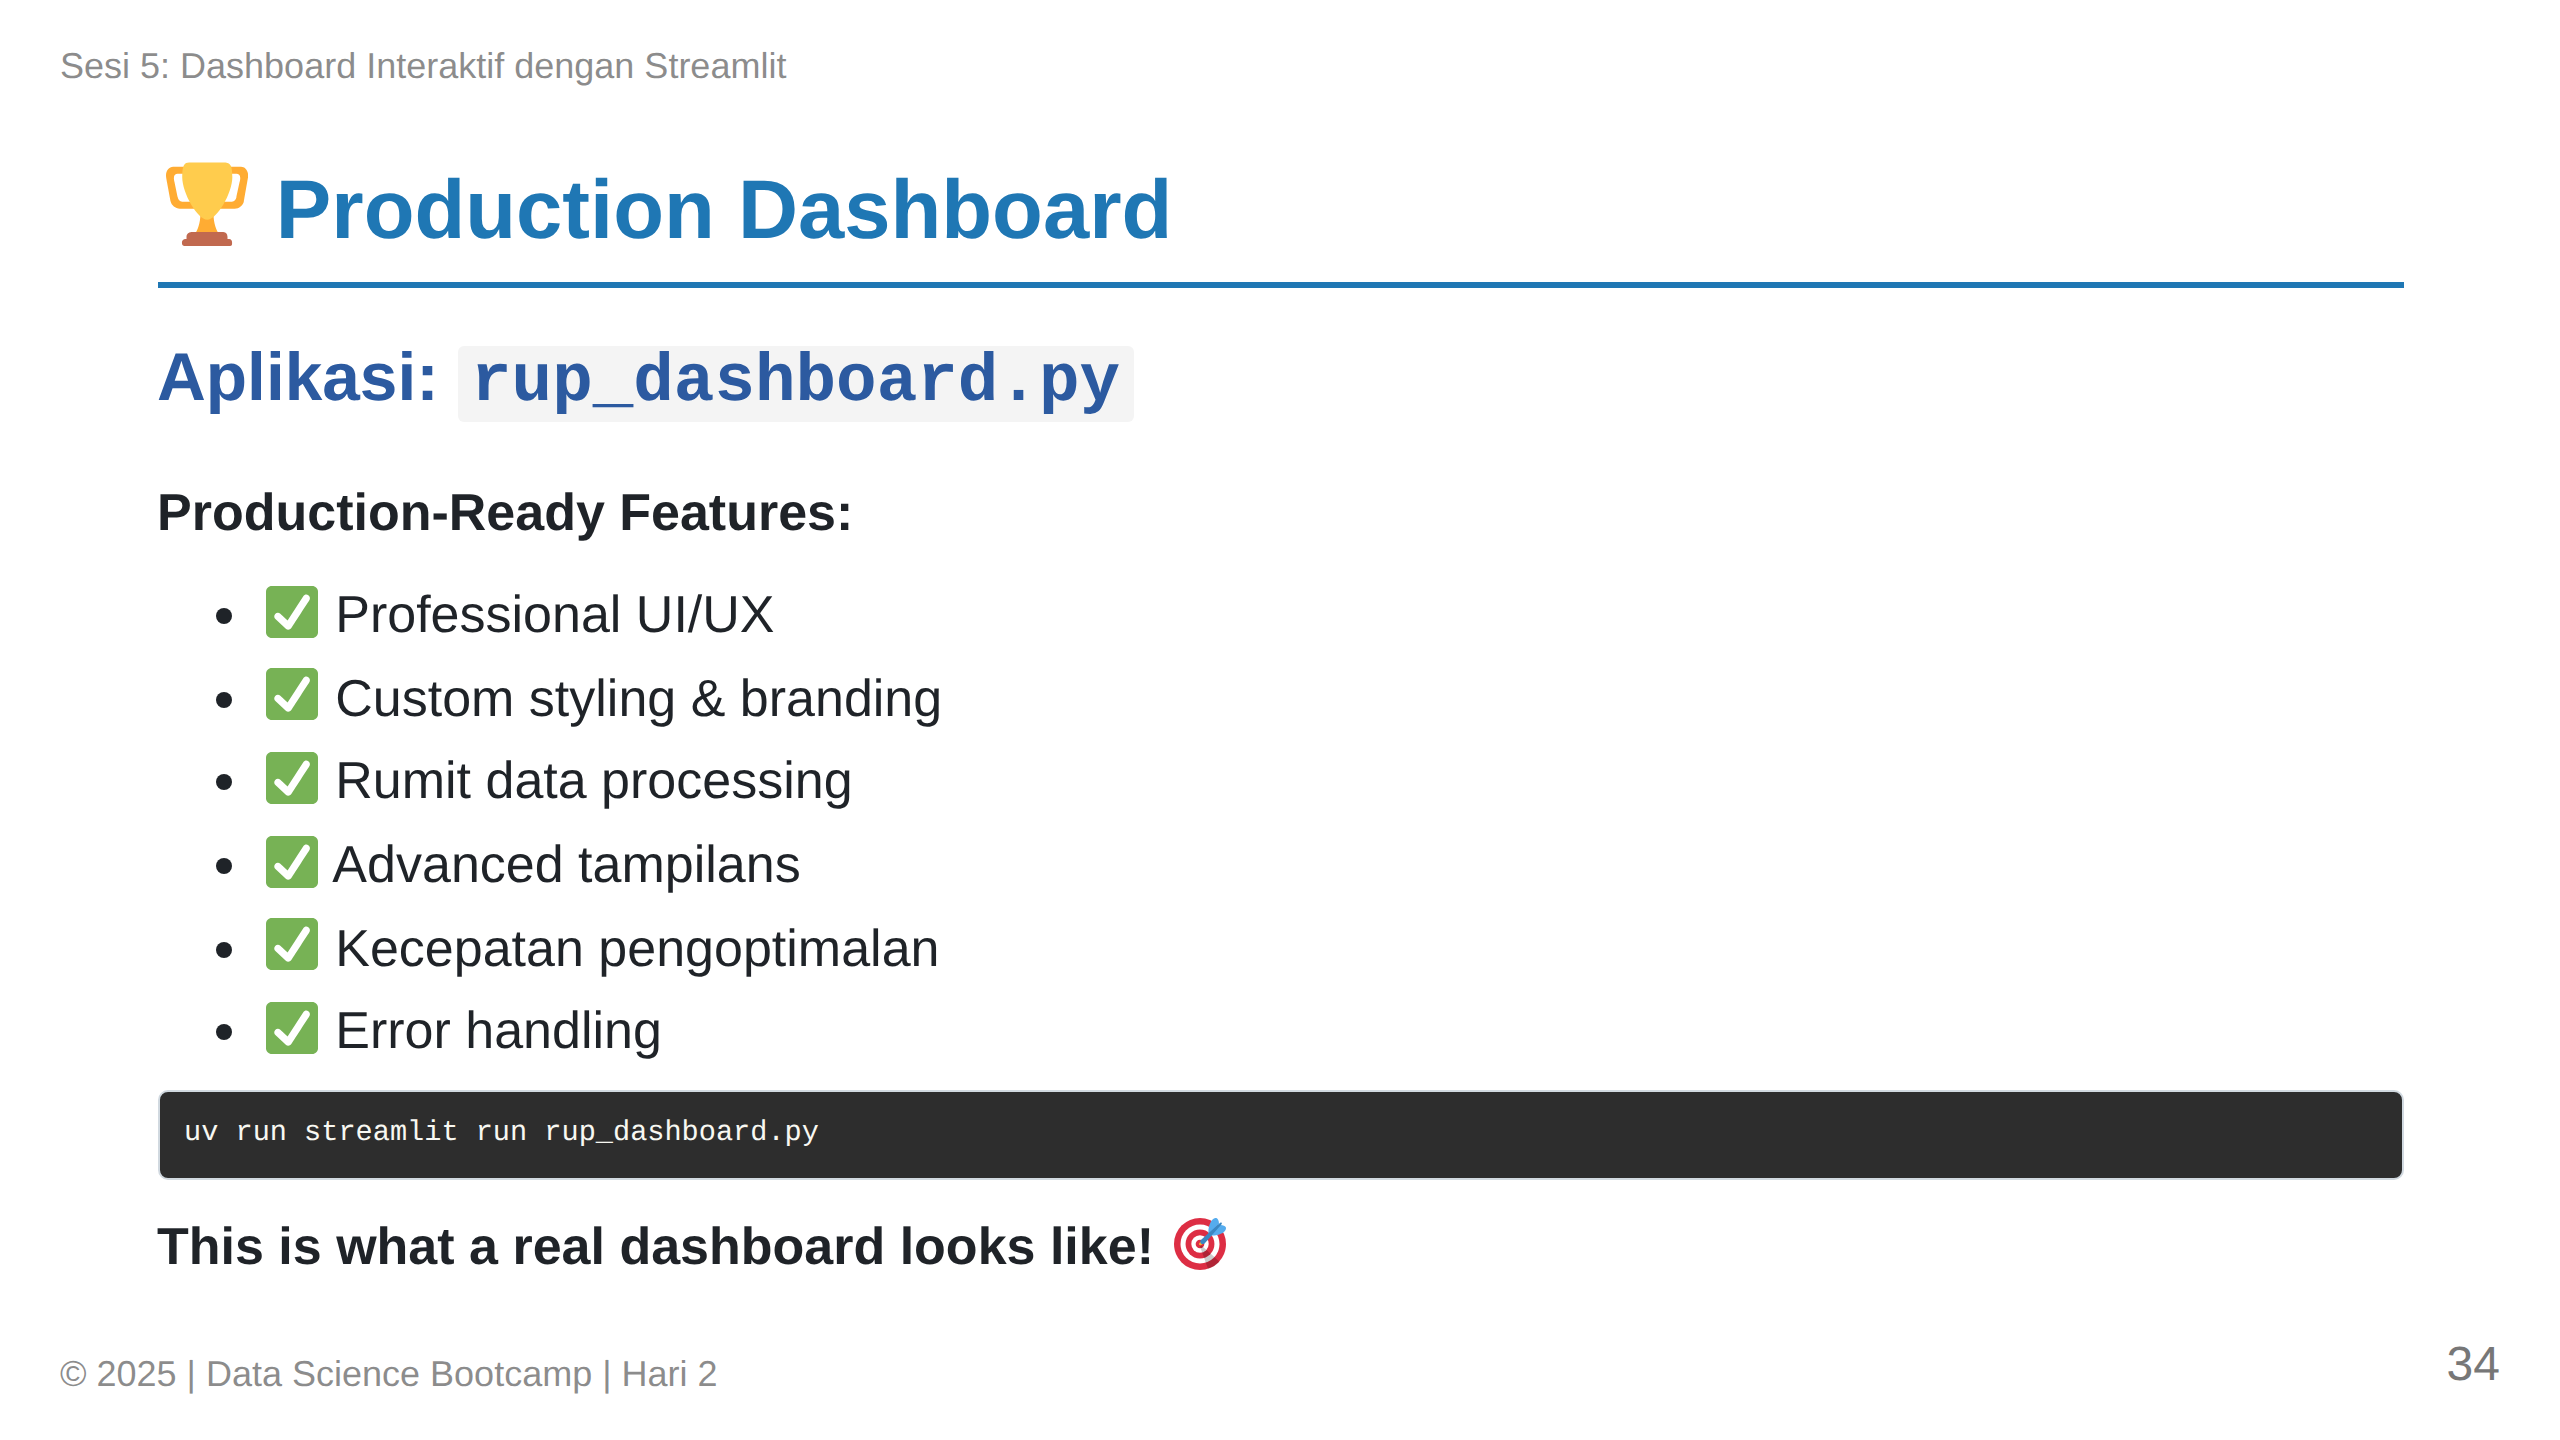 Sesi 5: Dashboard Interaktif dengan Streamlit
🏆 Production Dashboard
Aplikasi: rup_dashboard.py
Production-Ready Features:
• ✅ Professional UI/UX
• ✅ Custom styling & branding
• ✅ Rumit data processing
• ✅ Advanced tampilans
• ✅ Kecepatan pengoptimalan
• ✅ Error handling
uv run streamlit run rup_dashboard.py
This is what a real dashboard looks like! 🎯
© 2025 | Data Science Bootcamp | Hari 2
34